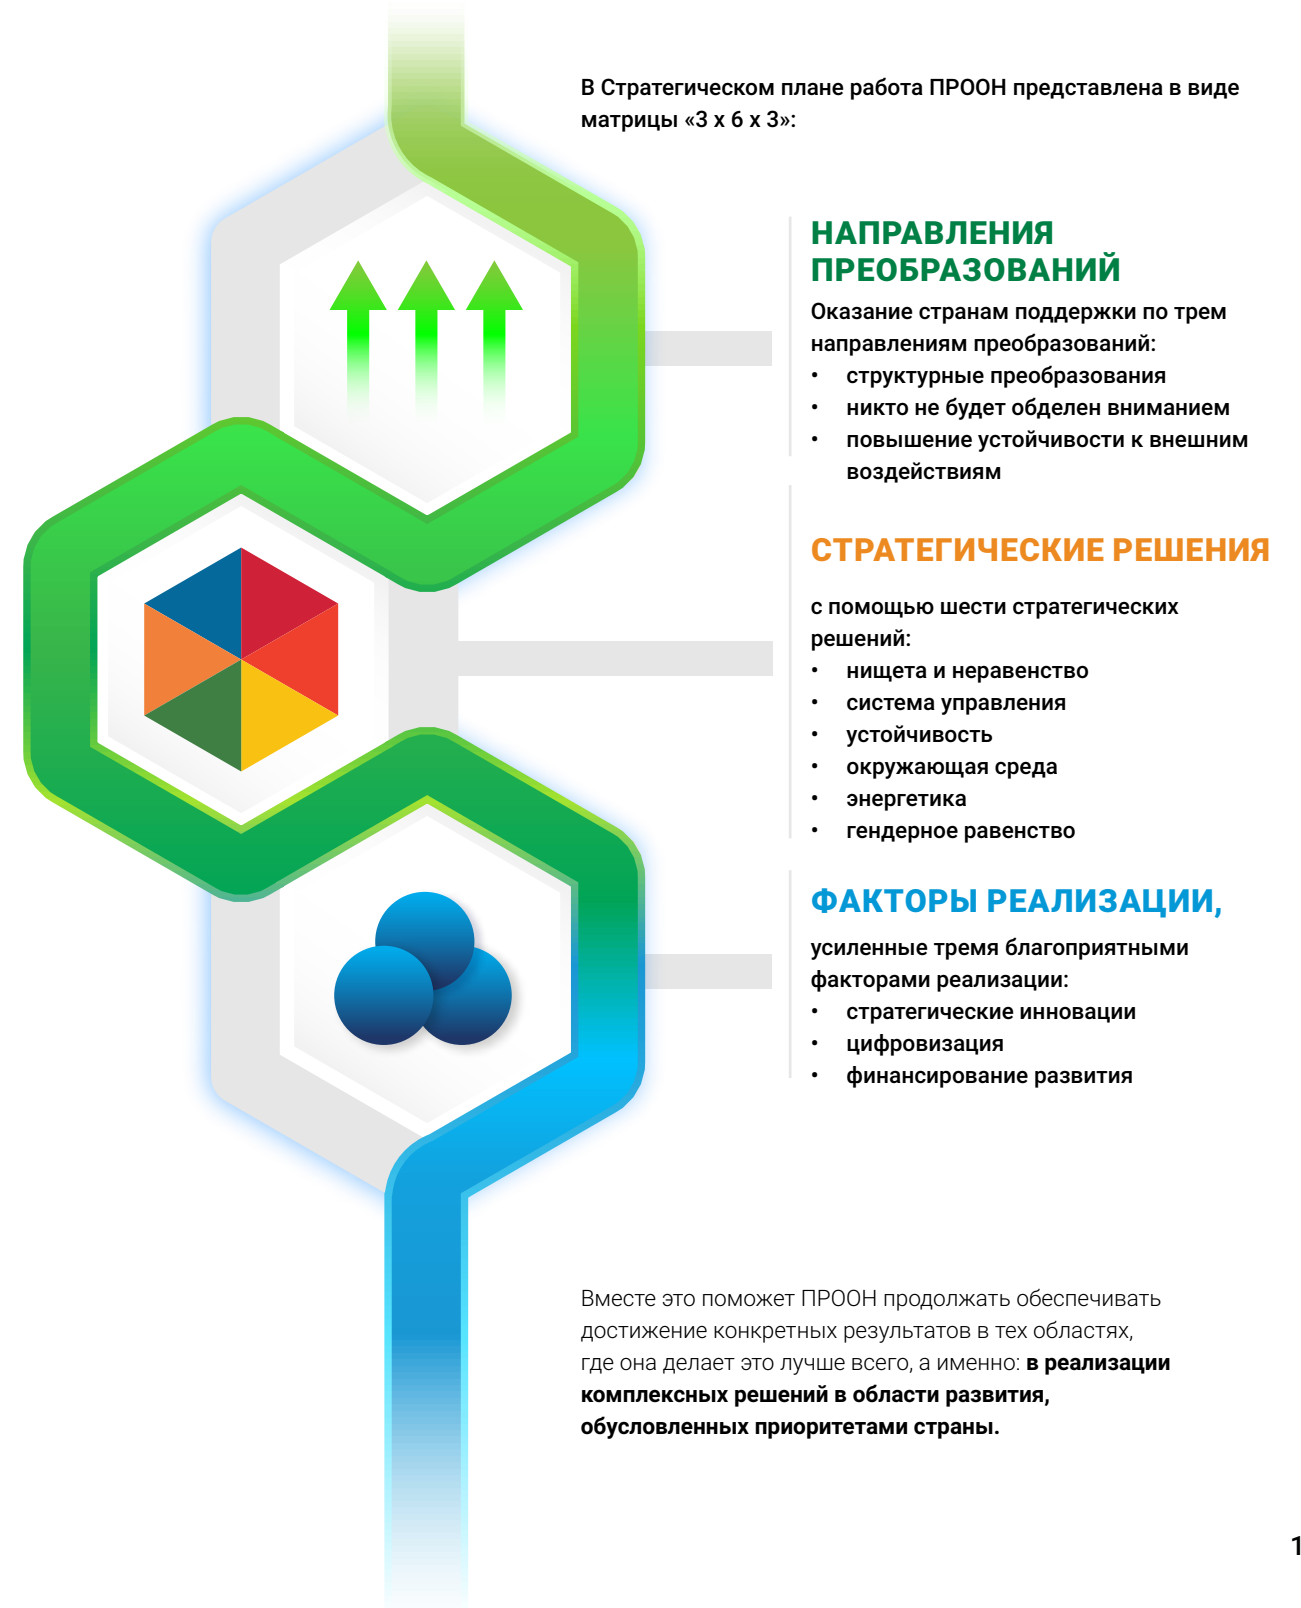 В Стратегическом плане работа ПРООН представлена в виде
матрицы «3 x 6 x 3»:
НАПРАВЛЕНИЯ
ПРЕОБРАЗОВАНИЙ
Оказание странам поддержки по трем
направлениям преобразований:
• структурные преобразования
• никто не будет обделен вниманием
• повышение устойчивости к внешним
воздействиям
СТРАТЕГИЧЕСКИЕ РЕШЕНИЯ
с помощью шести стратегических
решений:
• нищета и неравенство
• система управления
• устойчивость
• окружающая среда
• энергетика
• гендерное равенство
ФАКТОРЫ РЕАЛИЗАЦИИ,
усиленные тремя благоприятными
факторами реализации:
• стратегические инновации
• цифровизация
• финансирование развития
Вместе это поможет ПРООН продолжать обеспечивать
достижение конкретных результатов в тех областях,
где она делает это лучше всего, а именно: в реализации
комплексных решений в области развития,
обусловленных приоритетами страны.
1